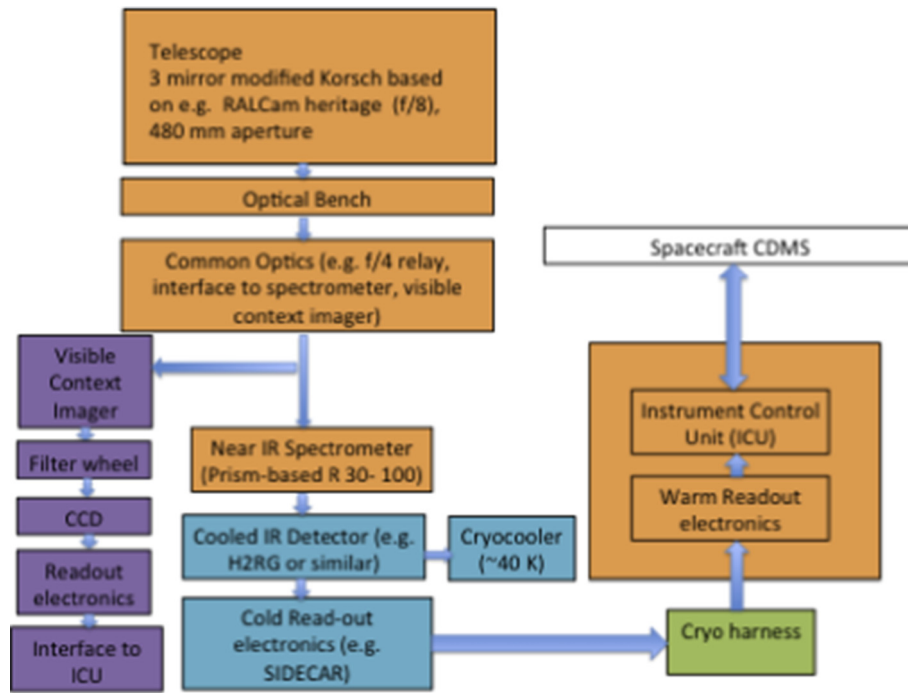 Telescope
3 mirror modified Korsch based
on e.g. RALCam heritage (f/8),
480 mm aperture
Optical Bench
Common Optics (e.g. f/4 relay,
interface to spectrometer, visible
context imager)
Spacecraft CDMS
Visible
Context
Imager
Filter wheel
CCD
Readout
electronics
Interface to
ICU
Near IR Spectrometer
(Prism-based R 30- 100)
Cooled IR Detector (e.g.
H2RG or similar)
Cryocooler
(~40 K)
Cold Read-out
electronics (e.g.
SIDECAR)
Cryo harness
Instrument Control
Unit (ICU)
Warm Readout
electronics